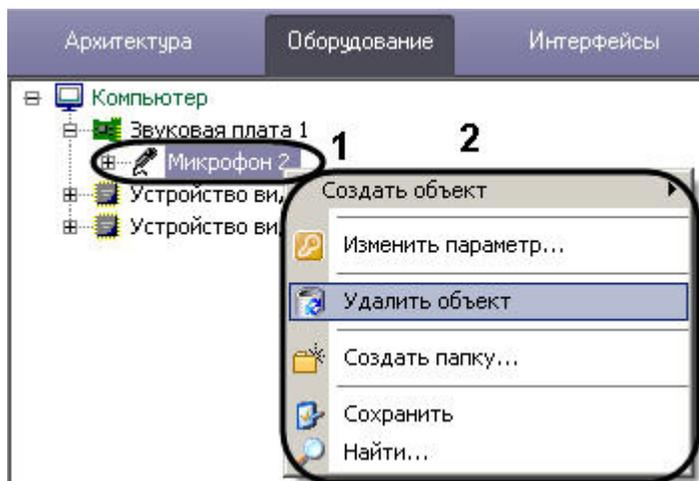 Архитектура Оборудование Интерфейсы
Компьютер
Звуковая плата 1
Микрофон 2
1
2
Устройство ви
Устройство ви
Создать объект
Изменить параметр...
Удалить объект
Создать папку...
Сохранить
Найти...